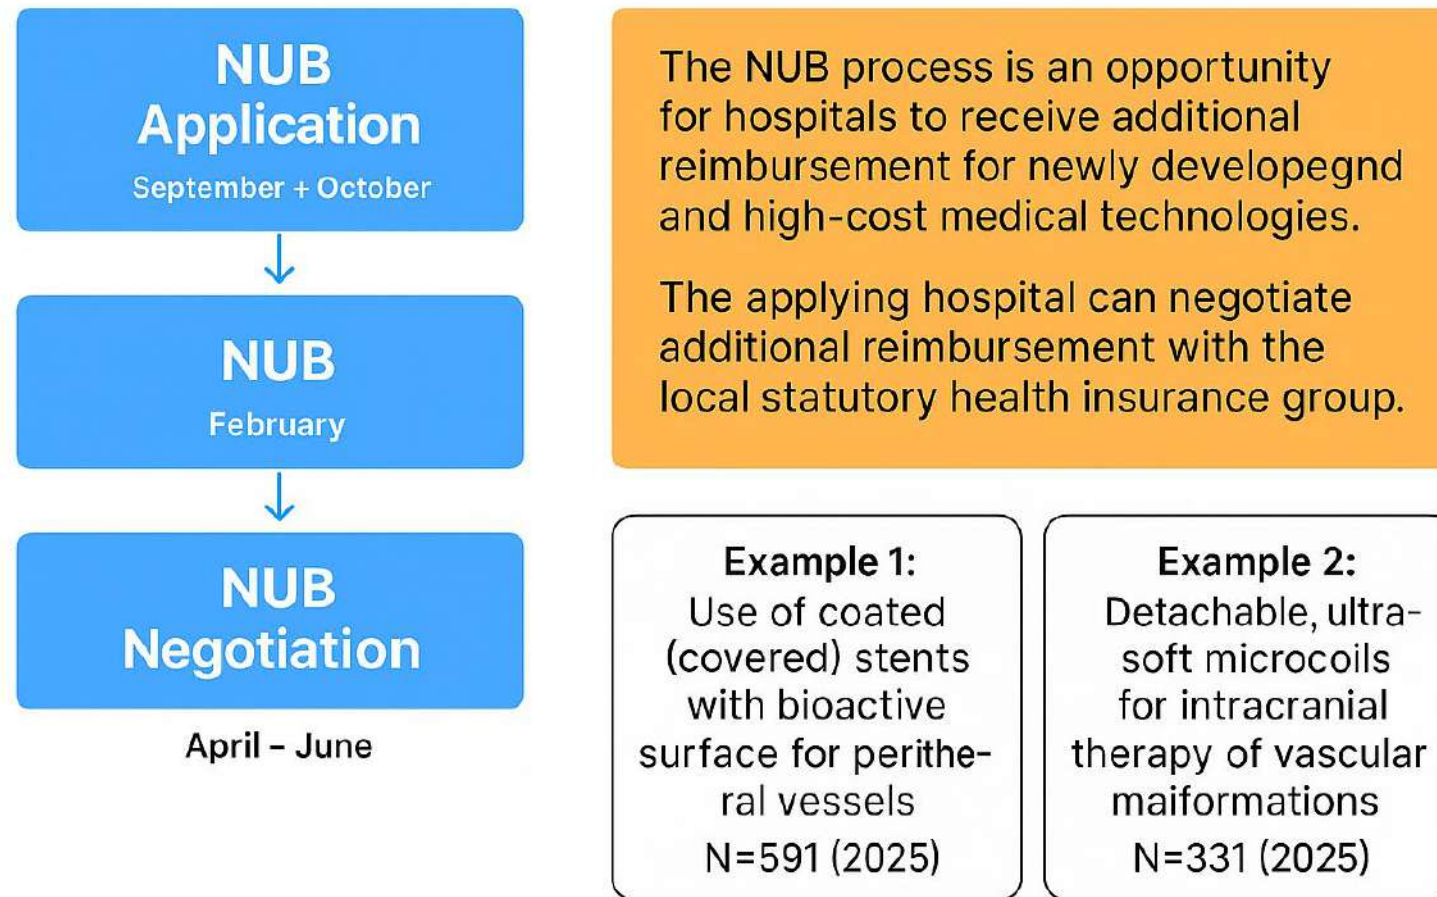 NUB
Application
September + October
NUB
February
NUB
Negotiation
April – June
The NUB process is an opportunity
for hospitals to receive additional
reimbursement for newly developegnd
and high-cost medical technologies.
The applying hospital can negotiate
additional reimbursement with the
local statutory health insurance group.
Example 1:
Use of coated
(covered) stents
with bioactive
surface for perithe-
ral vessels
N=591 (2025)
Example 2:
Detachable, ultra-
soft microcoils
for intracranial
therapy of vascular
maiformations
N=331 (2025)